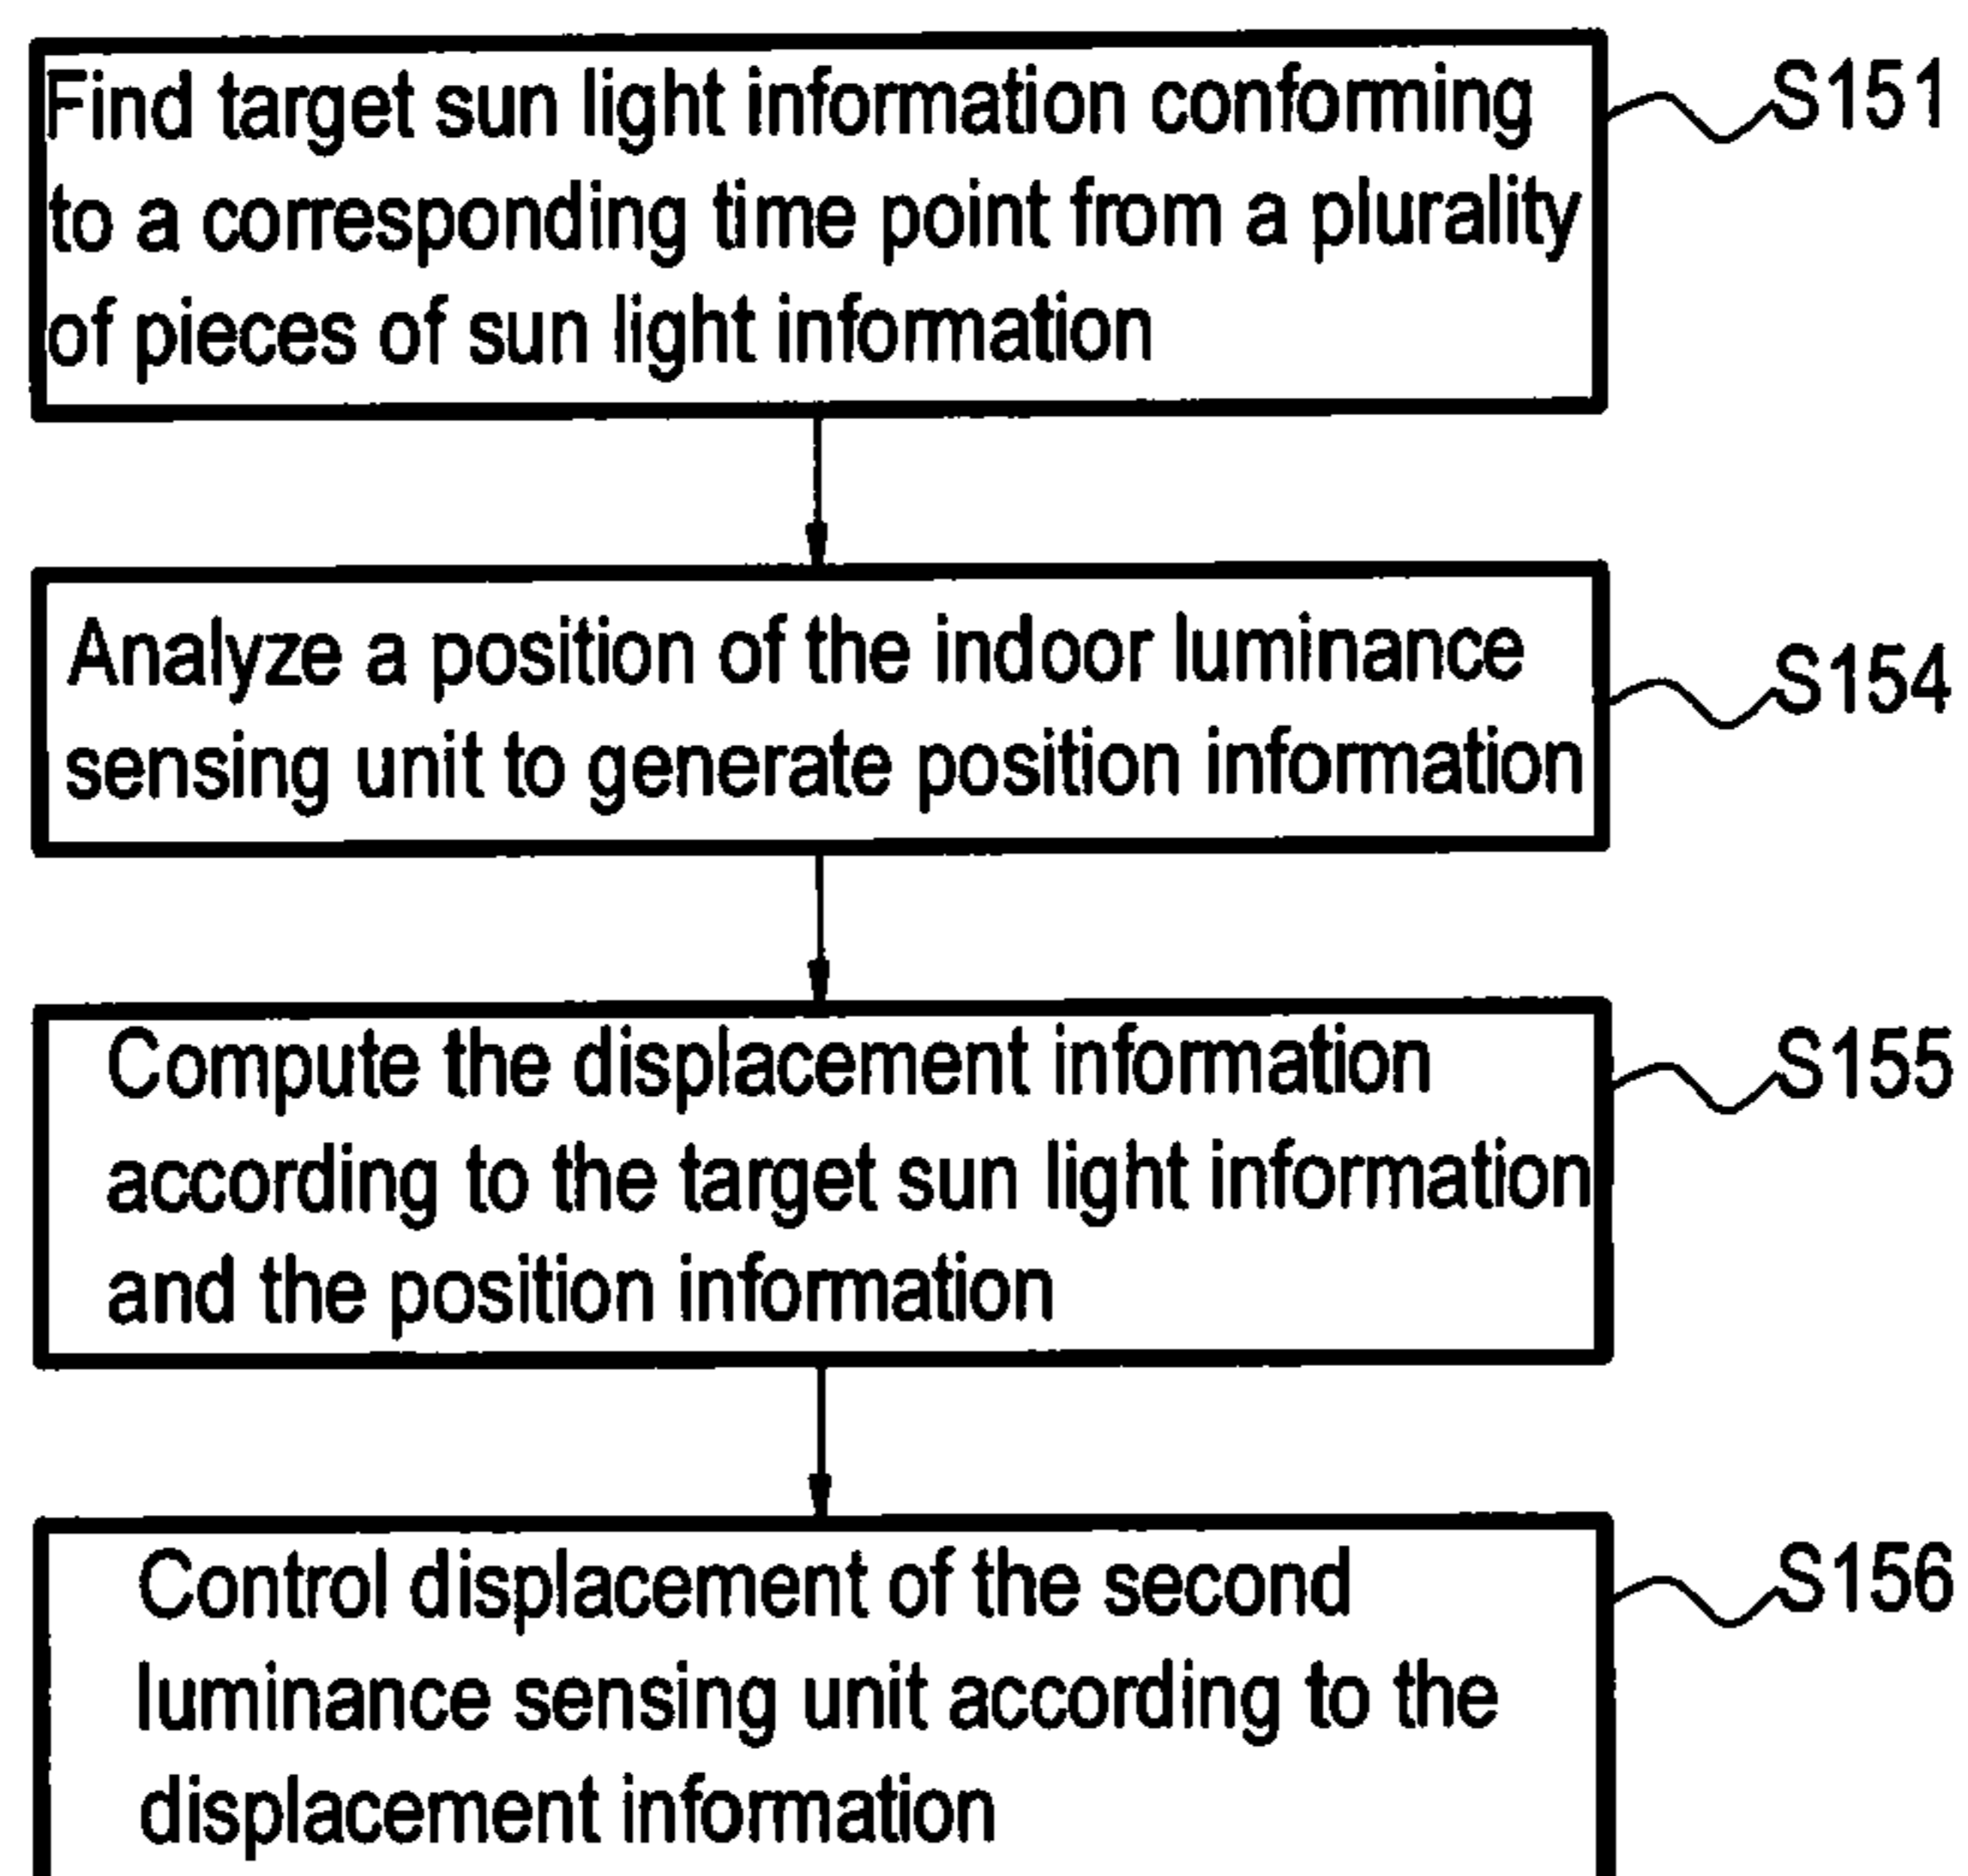 Find target sun light information conforming
to a corresponding time point from a plurality
of pieces of sun light information
S151
Analyze a position of the indoor luminance
sensing unit to generate position information
S154
Compute the displacement information
according to the target sun light information
and the position information
S155
Control displacement of the second
luminance sensing unit according to the
displacement information
S156